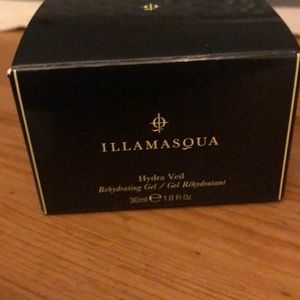 ILLAMASQUA
Hydra Veil
Rehydrating Gel / Gel Réhydratant
30ml ℮ 1.0 fl. oz.